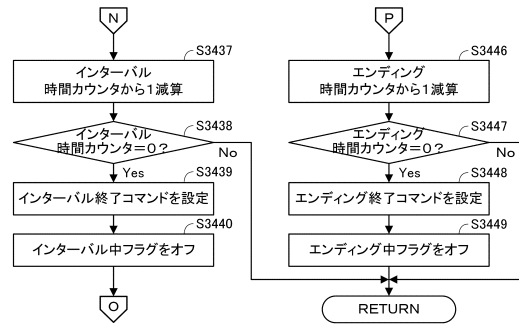 N
S3437
インターバル
時間カウンタから1減算
S3438
インターバル
時間カウンタ=0?
No
Yes
S3439
インターバル終了コマンドを設定
S3440
インターバル中フラグをオフ
O
P
S3446
エンディング
時間カウンタから1減算
S3447
エンディング
時間カウンタ=0?
No
Yes
S3448
エンディング終了コマンドを設定
S3449
エンディング中フラグをオフ
RETURN